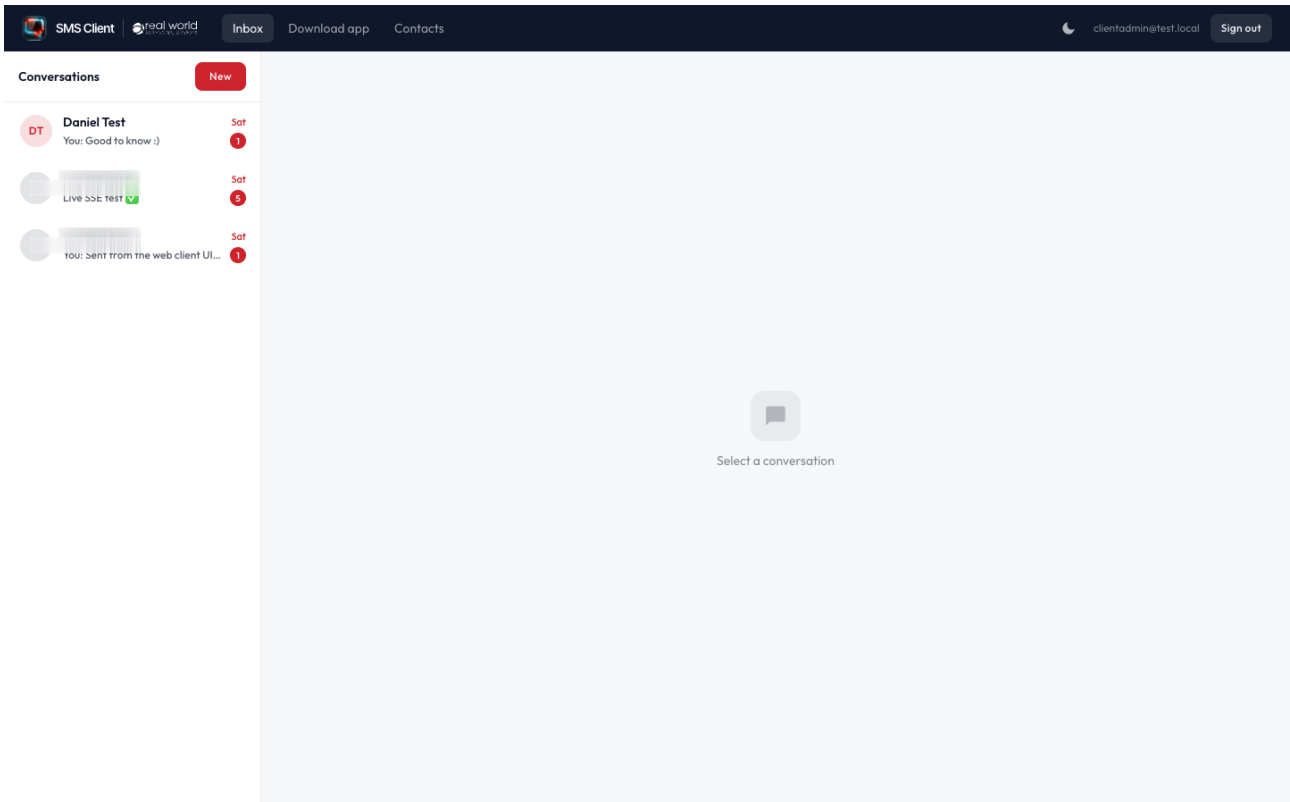 SMS Client
real world
Inbox
Download app
Contacts
clientadmin@test.local
Sign out
Conversations
New
DT
Daniel Test
Sat
You: Good to know :)
1
Sat
Live SSE test ✅
5
Sat
You: Sent from the web client UI...
1
Select a conversation